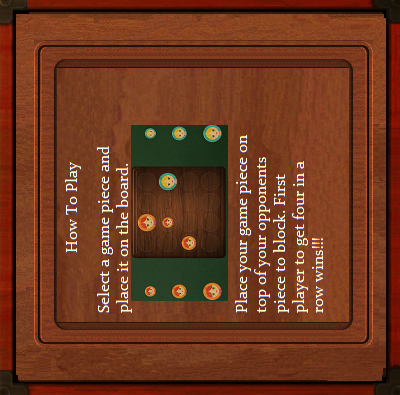 How To Play
Select a game piece and
place it on the board.
Place your game piece on
top of your opponents
piece to block. First
player to get four in a
row wins!!!